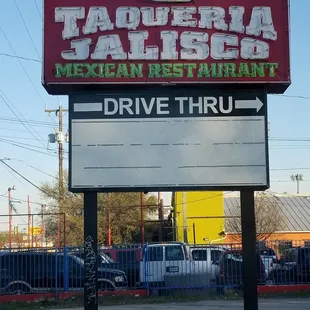 TAQUERIA
JALISCO
MEXICAN RESTAURANT
DRIVE THRU